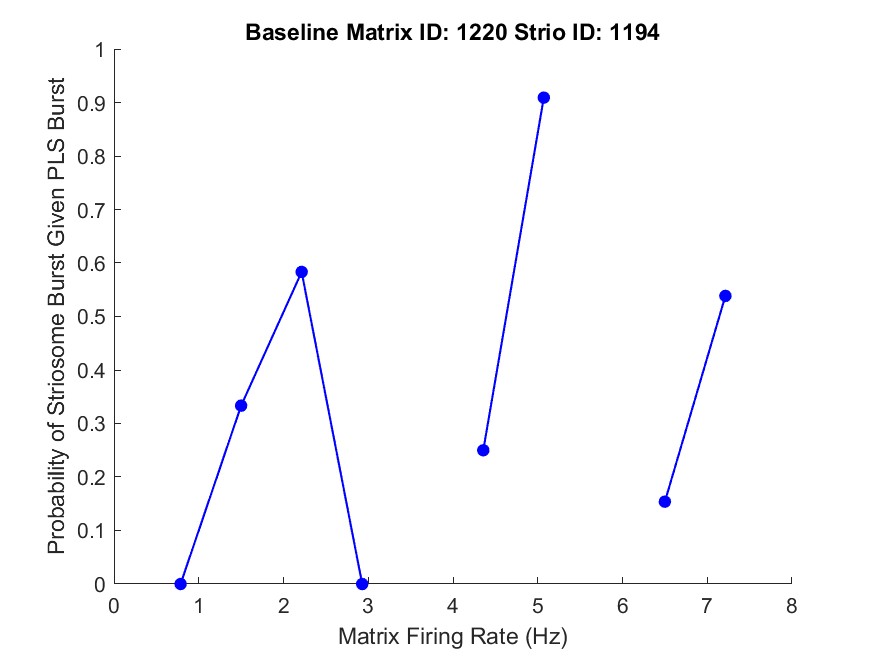 Baseline Matrix ID: 1220 Strio ID: 1194
Probability of Striosome Burst Given PLS Burst
1
0.9
0.8
0.7
0.6
0.5
0.4
0.3
0.2
0.1
0
0 1 2 3 4 5 6 7 8
Matrix Firing Rate (Hz)